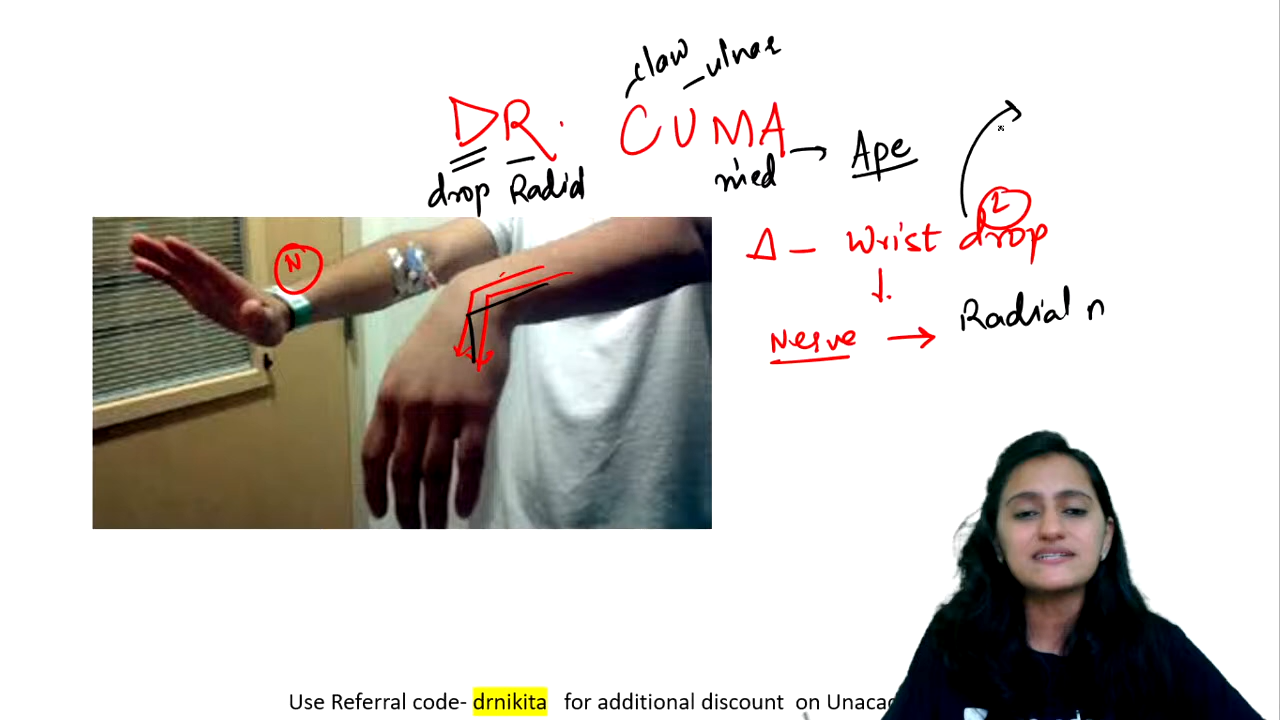 claw ulnar
DR. CUMA
drop Radial med → Ape
N
2
Δ - Wrist drop
Nerve → Radial n
Use Referral code- drnikita for additional discount on Unaca